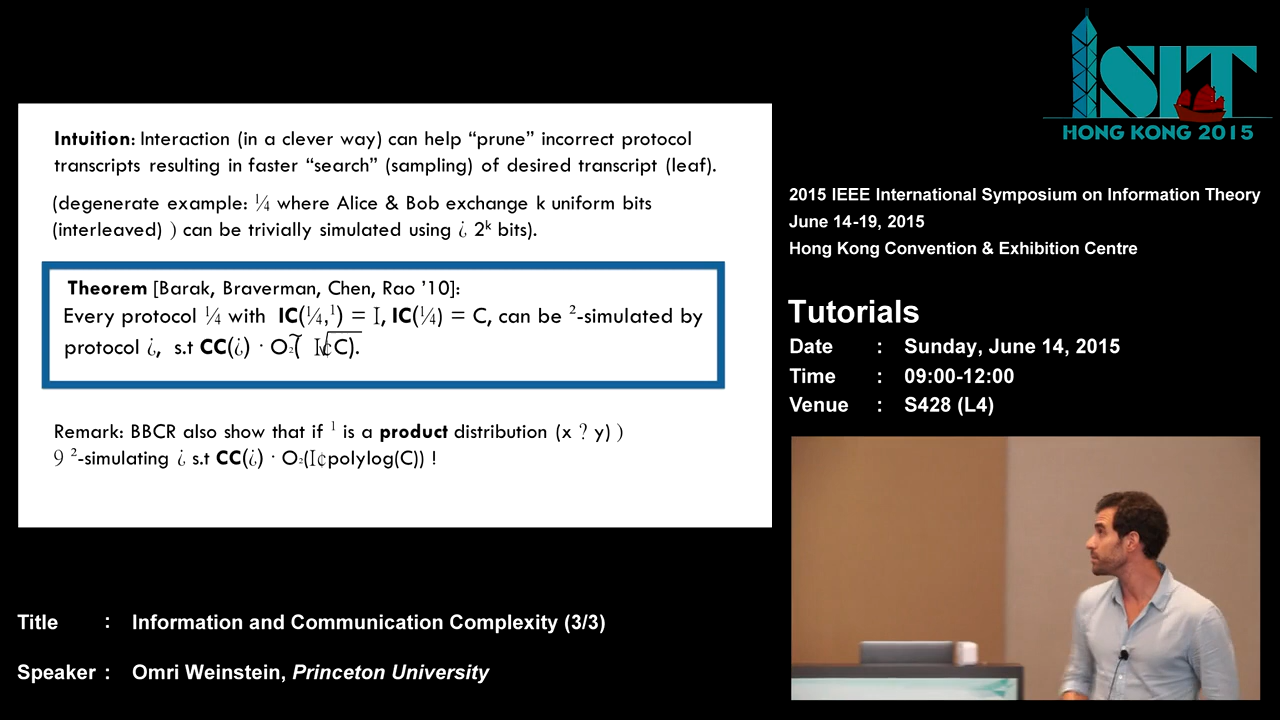 SIT
HONG KONG 2015
Intuition: Interaction (in a clever way) can help “prune” incorrect protocol
transcripts resulting in faster “search” (sampling) of desired transcript (leaf).
(degenerate example: ¼ where Alice & Bob exchange k uniform bits
(interleaved) ) can be trivially simulated using ¿ 2ᵏ bits).
Theorem [Barak, Braverman, Chen, Rao ’10]:
Every protocol ¼ with IC(¼,¹) = I, IC(¼) = C, can be ²-simulated by
protocol ¿, s.t CC(¿) · O₂̃( √I¢C).
Remark: BBCR also show that if ¹ is a product distribution (x ? y) )
9 ²-simulating ¿ s.t CC(¿) · O₂(I¢polylog(C)) !
2015 IEEE International Symposium on Information Theory
June 14-19, 2015
Hong Kong Convention & Exhibition Centre
Tutorials
Date : Sunday, June 14, 2015
Time : 09:00-12:00
Venue : S428 (L4)
Title : Information and Communication Complexity (3/3)
Speaker : Omri Weinstein, Princeton University